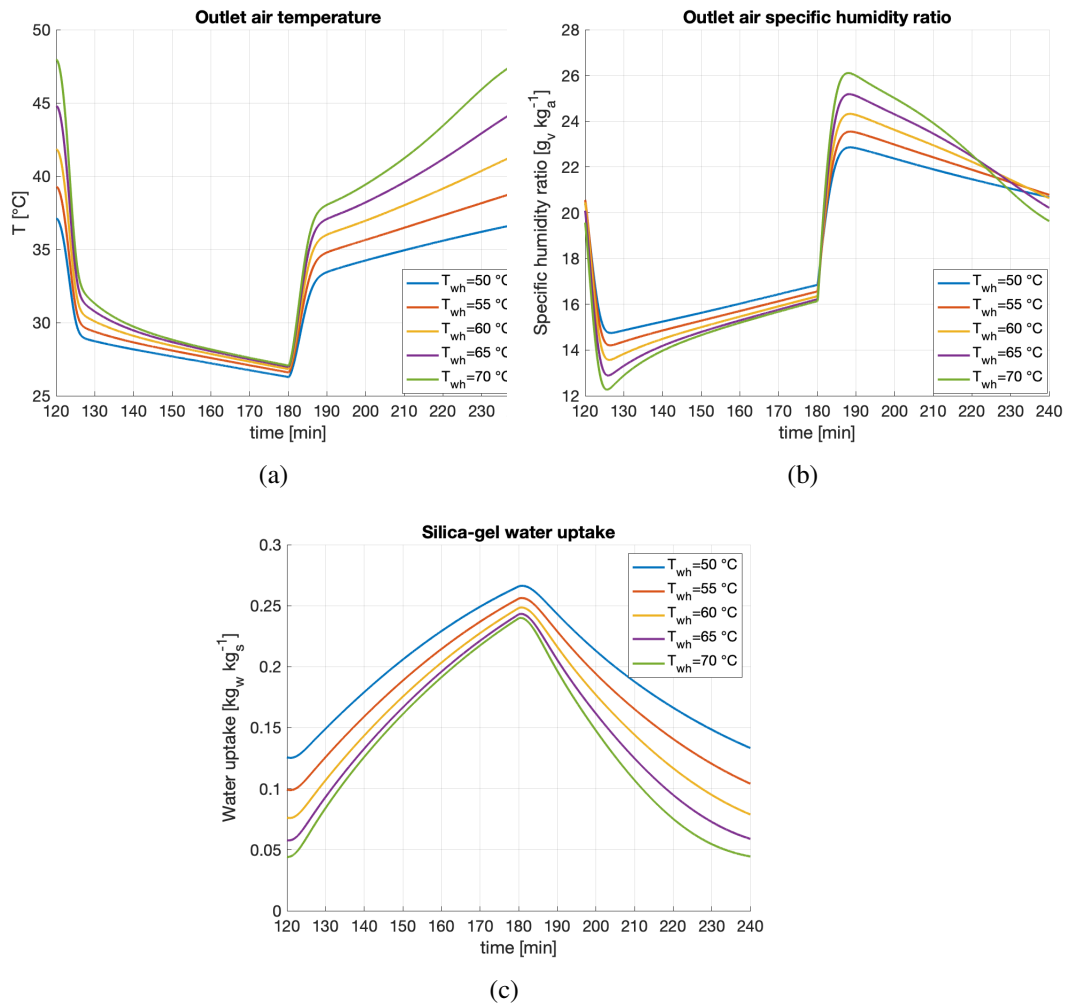 Outlet air temperature
50
45
40
35
30
25
T [°C]
120 130 140 150 160 170 180 190 200 210 220 230
time [min]
T_wh=50 °C
T_wh=55 °C
T_wh=60 °C
T_wh=65 °C
T_wh=70 °C
(a)
Outlet air specific humidity ratio
28
26
24
22
20
18
16
14
12
Specific humidity ratio [g_v kg_a^-1]
120 130 140 150 160 170 180 190 200 210 220 230 240
time [min]
T_wh=50 °C
T_wh=55 °C
T_wh=60 °C
T_wh=65 °C
T_wh=70 °C
(b)
Silica-gel water uptake
0.3
0.25
0.2
0.15
0.1
0.05
0
Water uptake [kg_w kg_s^-1]
120 130 140 150 160 170 180 190 200 210 220 230 240
time [min]
T_wh=50 °C
T_wh=55 °C
T_wh=60 °C
T_wh=65 °C
T_wh=70 °C
(c)